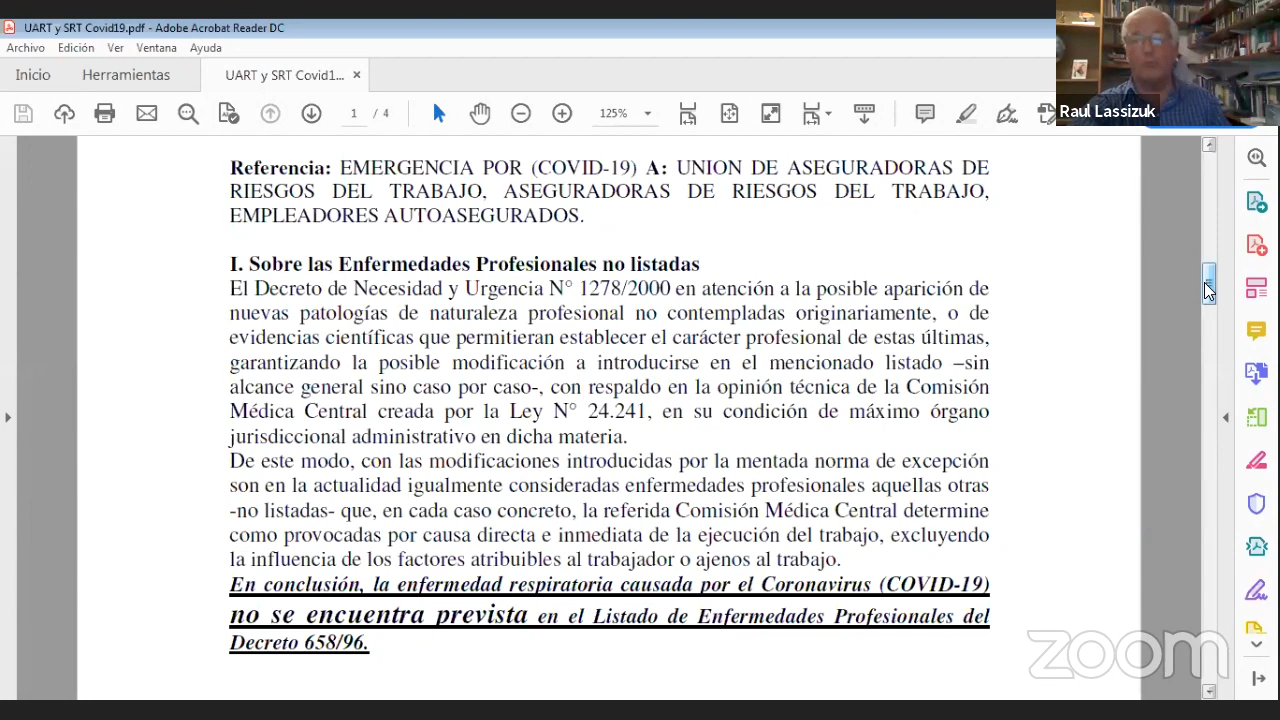 UART y SRT Covid19.pdf - Adobe Acrobat Reader DC
Archivo Edición Ver Ventana Ayuda
Inicio Herramientas UART y SRT Covid1... ×
1 / 4 125%
Raul Lassizuk
Referencia: EMERGENCIA POR (COVID-19) A: UNION DE ASEGURADORAS DE
RIESGOS DEL TRABAJO, ASEGURADORAS DE RIESGOS DEL TRABAJO,
EMPLEADORES AUTOASEGURADOS.
I. Sobre las Enfermedades Profesionales no listadas
El Decreto de Necesidad y Urgencia N° 1278/2000 en atención a la posible aparición de
nuevas patologías de naturaleza profesional no contempladas originariamente, o de
evidencias científicas que permitieran establecer el carácter profesional de estas últimas,
garantizando la posible modificación a introducirse en el mencionado listado –sin
alcance general sino caso por caso-, con respaldo en la opinión técnica de la Comisión
Médica Central creada por la Ley N° 24.241, en su condición de máximo órgano
jurisdiccional administrativo en dicha materia.
De este modo, con las modificaciones introducidas por la mentada norma de excepción
son en la actualidad igualmente consideradas enfermedades profesionales aquellas otras
-no listadas- que, en cada caso concreto, la referida Comisión Médica Central determine
como provocadas por causa directa e inmediata de la ejecución del trabajo, excluyendo
la influencia de los factores atribuibles al trabajador o ajenos al trabajo.
En conclusión, la enfermedad respiratoria causada por el Coronavirus (COVID-19)
no se encuentra prevista en el Listado de Enfermedades Profesionales del
Decreto 658/96.
zoom